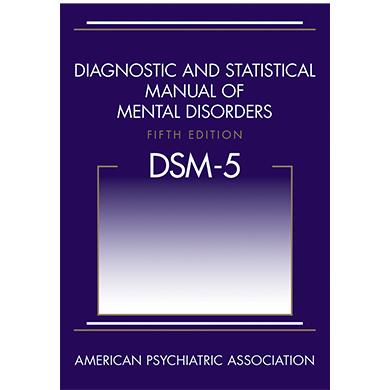 DIAGNOSTIC AND STATISTICAL
MANUAL OF
MENTAL DISORDERS
FIFTH EDITION
DSM-5
AMERICAN PSYCHIATRIC ASSOCIATION